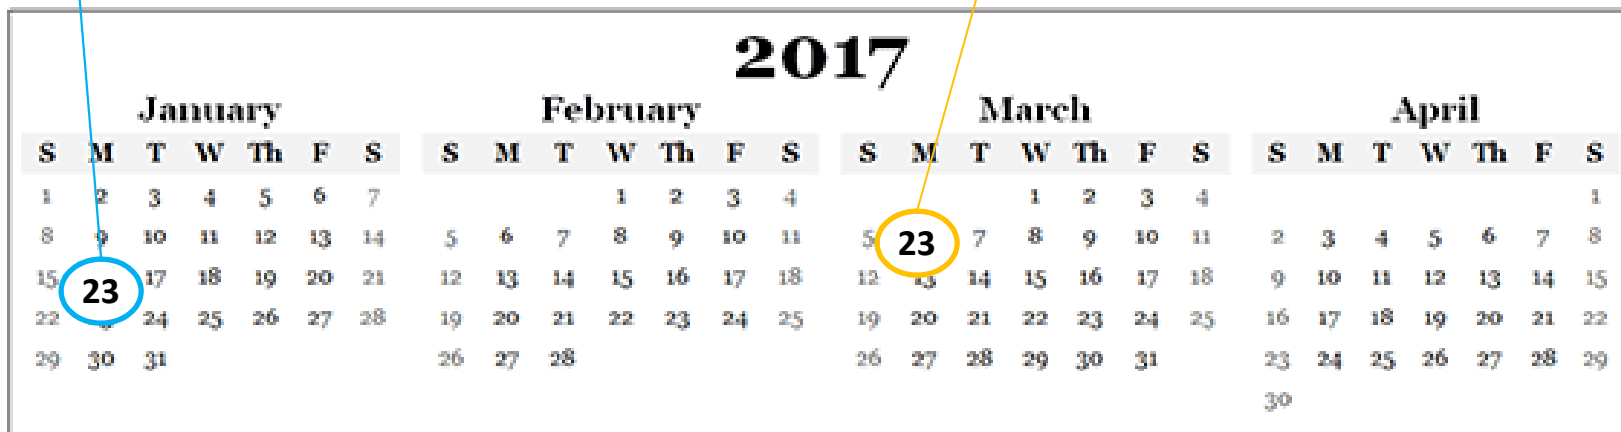 2017
January February March April
S M T W Th F S S M T W Th F S S M T W Th F S S M T W Th F S
1 2 3 4 5 6 7 1 2 3 4 1 2 3 4 1
8 9 10 11 12 13 14 5 6 7 8 9 10 11 5 23 7 8 9 10 11 2 3 4 5 6 7 8
15 23 17 18 19 20 21 12 13 14 15 16 17 18 12 13 14 15 16 17 18 9 10 11 12 13 14 15
22 24 25 26 27 28 19 20 21 22 23 24 25 19 20 21 22 23 24 25 16 17 18 19 20 21 22
29 30 31 26 27 28 26 27 28 29 30 31 23 24 25 26 27 28 29
30